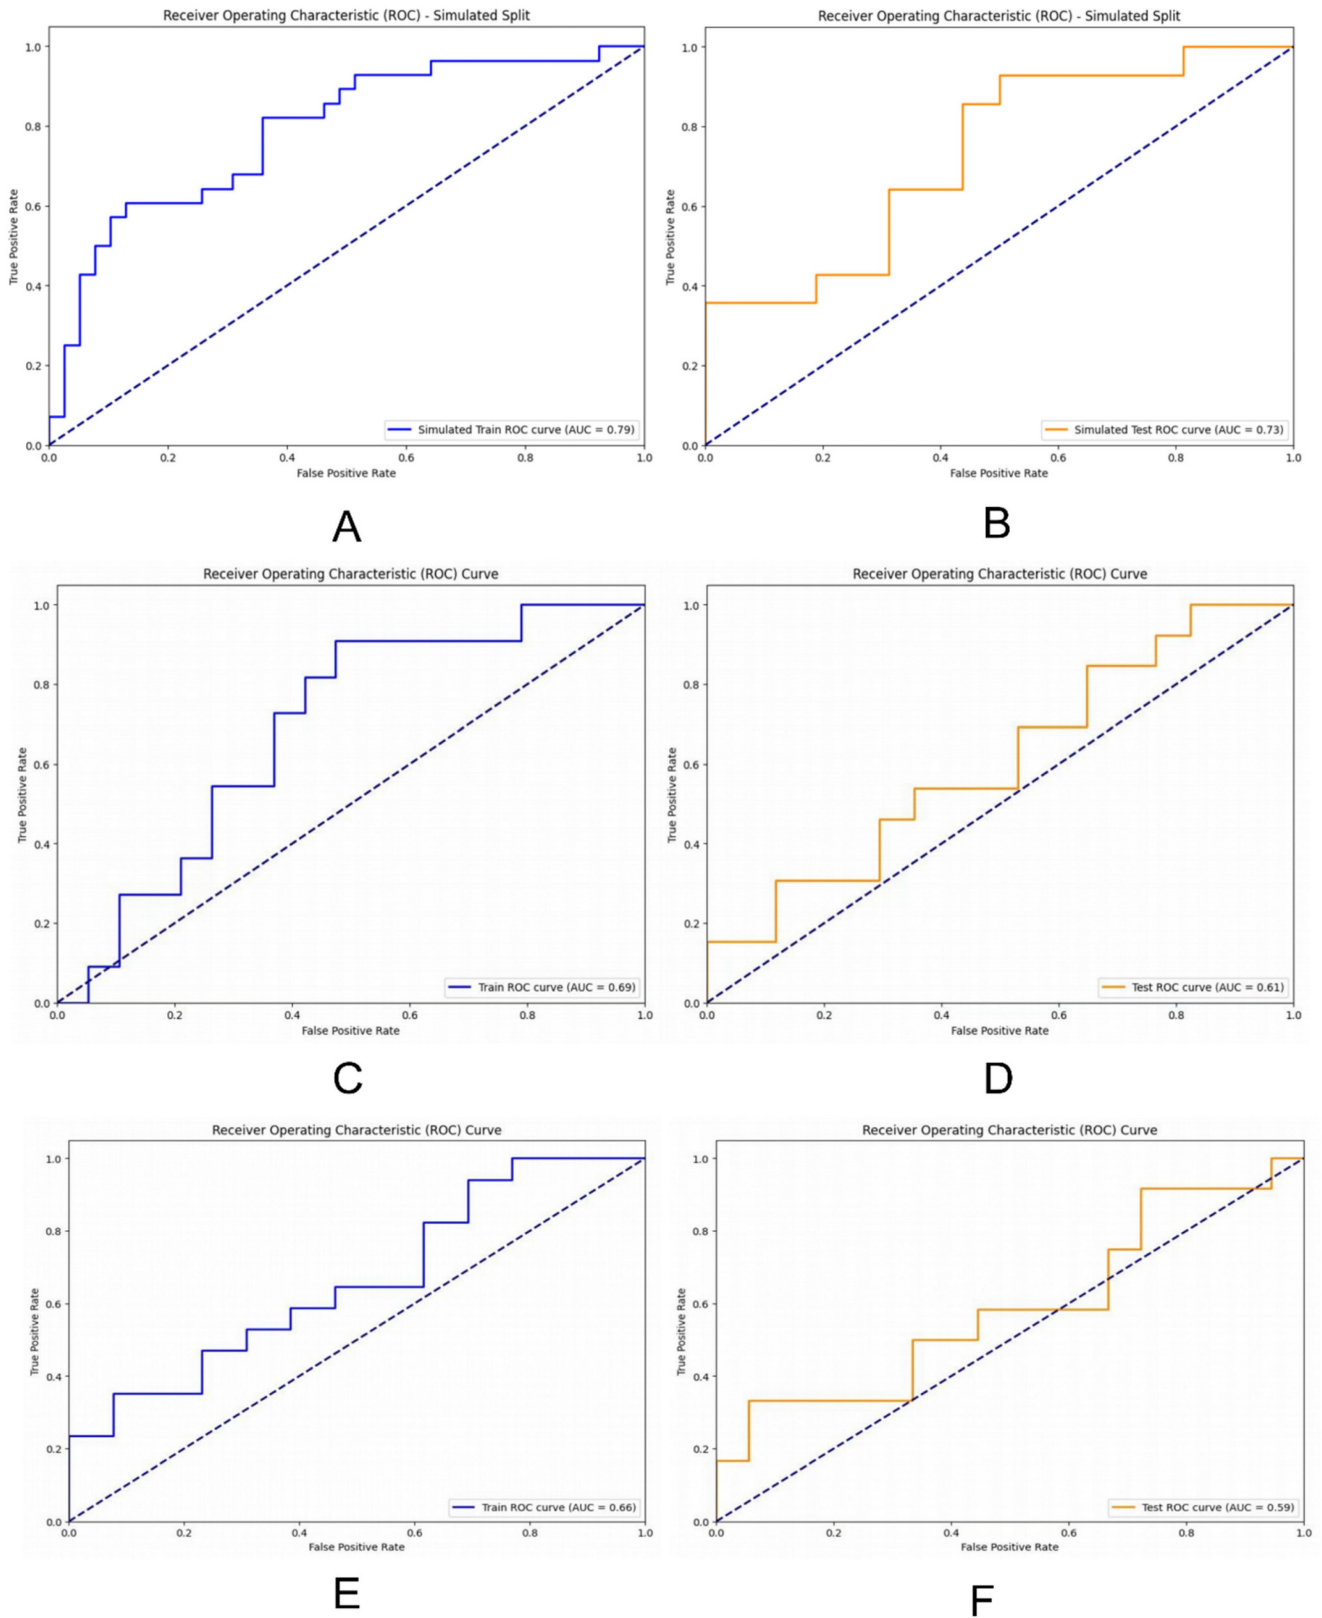 Receiver Operating Characteristic (ROC) - Simulated Split
True Positive Rate
1.0
0.8
0.6
0.4
0.2
0.0
0.0 0.2 0.4 0.6 0.8 1.0
False Positive Rate
Simulated Train ROC curve (AUC = 0.79)
A
Receiver Operating Characteristic (ROC) - Simulated Split
True Positive Rate
1.0
0.8
0.6
0.4
0.2
0.0
0.0 0.2 0.4 0.6 0.8 1.0
False Positive Rate
Simulated Test ROC curve (AUC = 0.73)
B
Receiver Operating Characteristic (ROC) Curve
True Positive Rate
1.0
0.8
0.6
0.4
0.2
0.0
0.0 0.2 0.4 0.6 0.8 1.0
False Positive Rate
Train ROC curve (AUC = 0.69)
C
Receiver Operating Characteristic (ROC) Curve
True Positive Rate
1.0
0.8
0.6
0.4
0.2
0.0
0.0 0.2 0.4 0.6 0.8 1.0
False Positive Rate
Test ROC curve (AUC = 0.61)
D
Receiver Operating Characteristic (ROC) Curve
True Positive Rate
1.0
0.8
0.6
0.4
0.2
0.0
0.0 0.2 0.4 0.6 0.8 1.0
False Positive Rate
Train ROC curve (AUC = 0.66)
E
Receiver Operating Characteristic (ROC) Curve
True Positive Rate
1.0
0.8
0.6
0.4
0.2
0.0
0.0 0.2 0.4 0.6 0.8 1.0
False Positive Rate
Test ROC curve (AUC = 0.59)
F